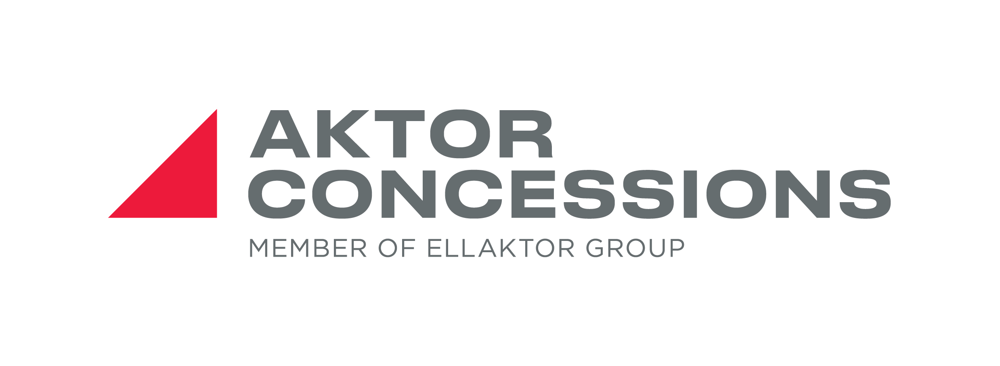 AKTOR
CONCESSIONS
MEMBER OF ELLAKTOR GROUP